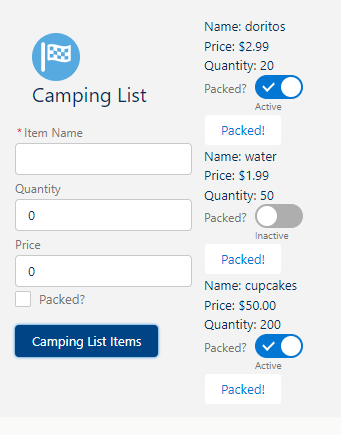 Camping List
* Item Name
Quantity
0
Price
0
Packed?
Camping List Items
Name: doritos
Price: $2.99
Quantity: 20
Packed?
Active
Packed!
Name: water
Price: $1.99
Quantity: 50
Packed?
Inactive
Packed!
Name: cupcakes
Price: $50.00
Quantity: 200
Packed?
Active
Packed!